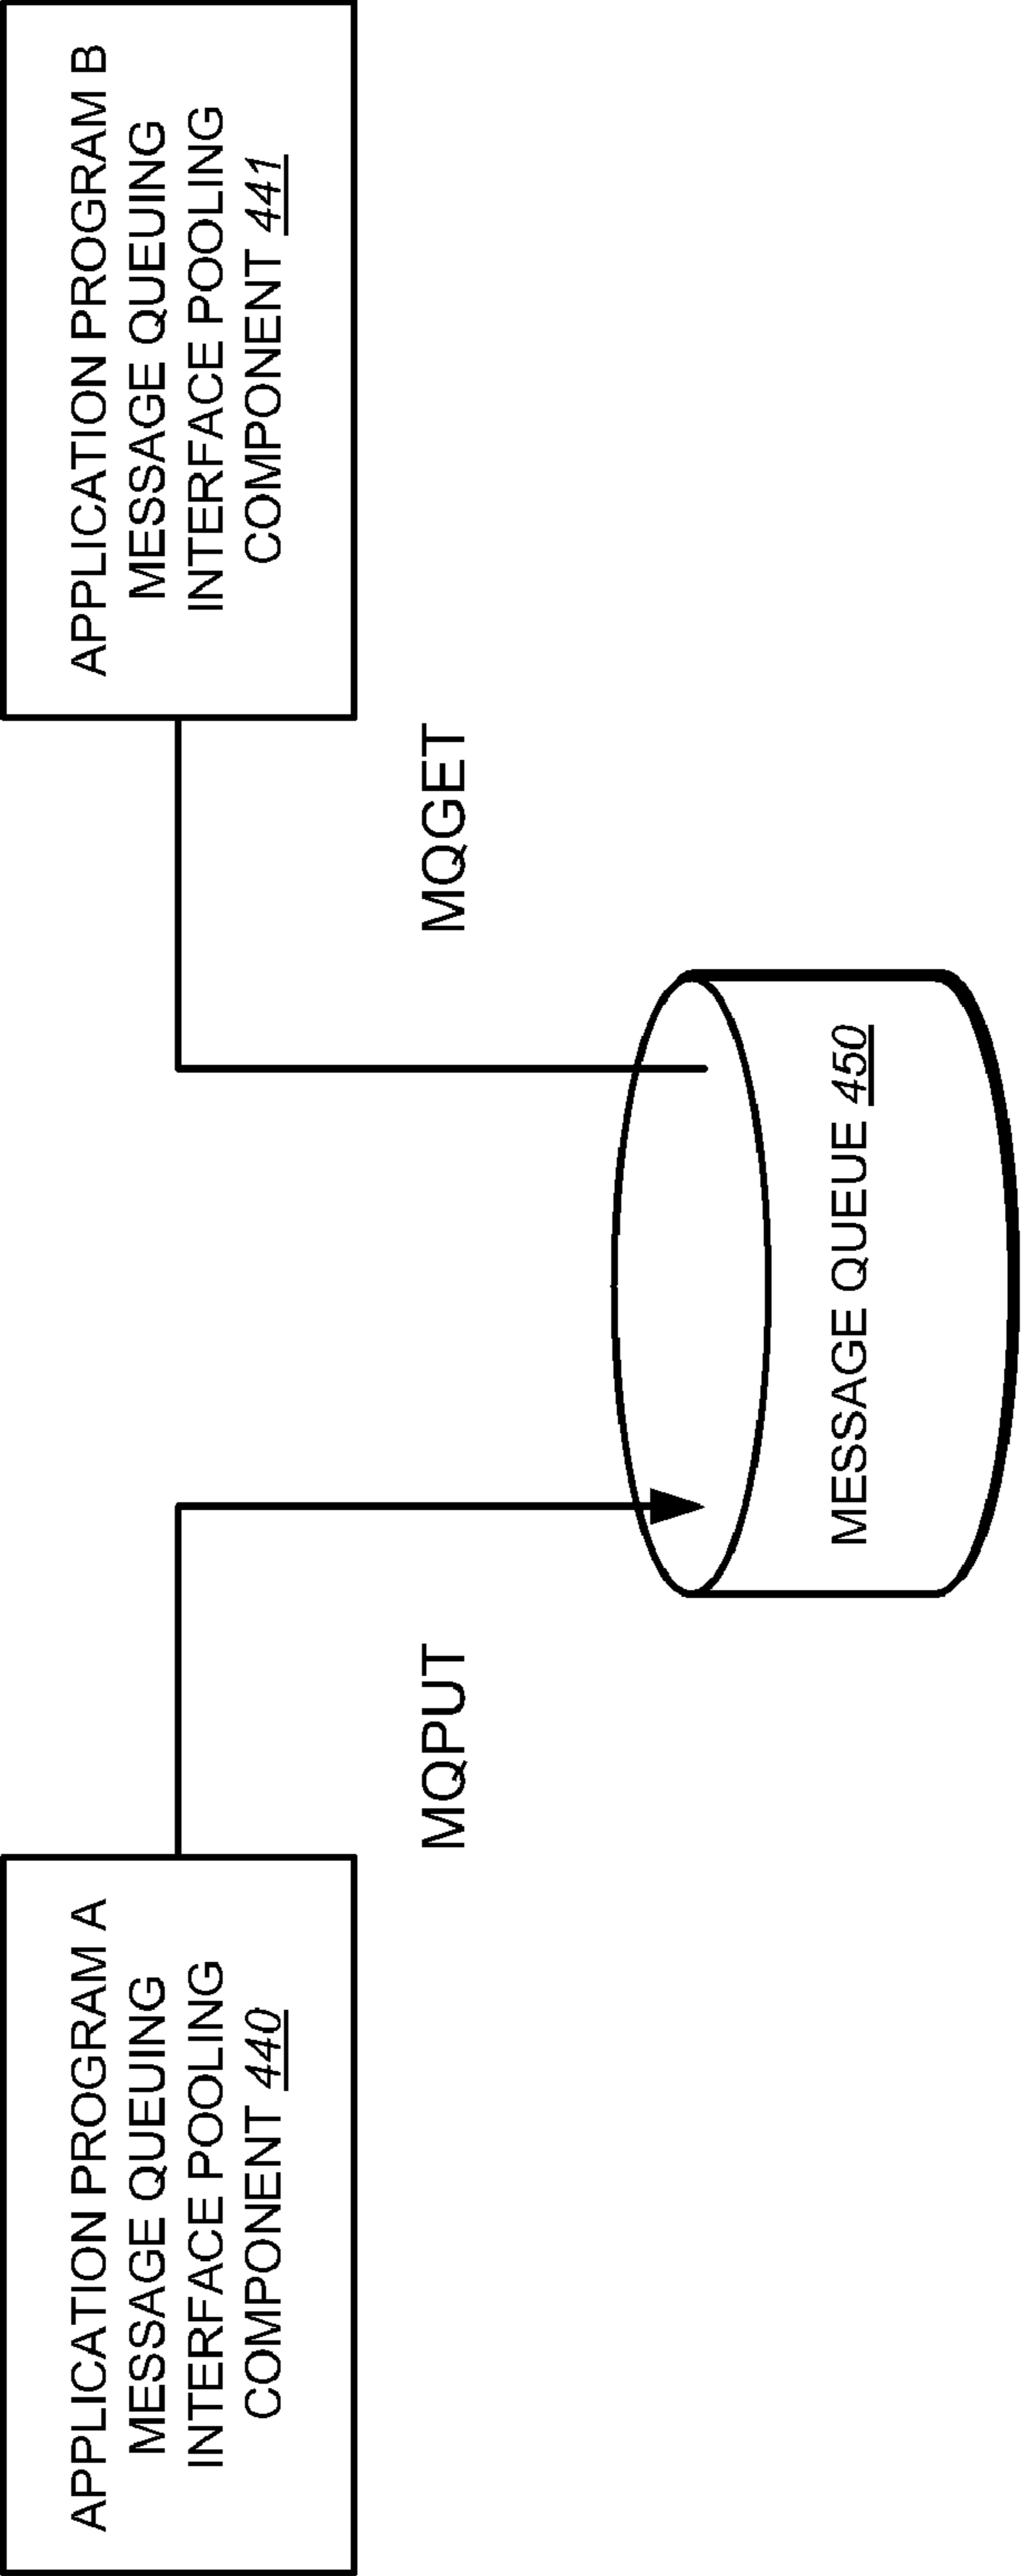 APPLICATION PROGRAM A
MESSAGE QUEUING
INTERFACE POOLING
COMPONENT 440
MQPUT
APPLICATION PROGRAM B
MESSAGE QUEUING
INTERFACE POOLING
COMPONENT 441
MQGET
MESSAGE QUEUE 450